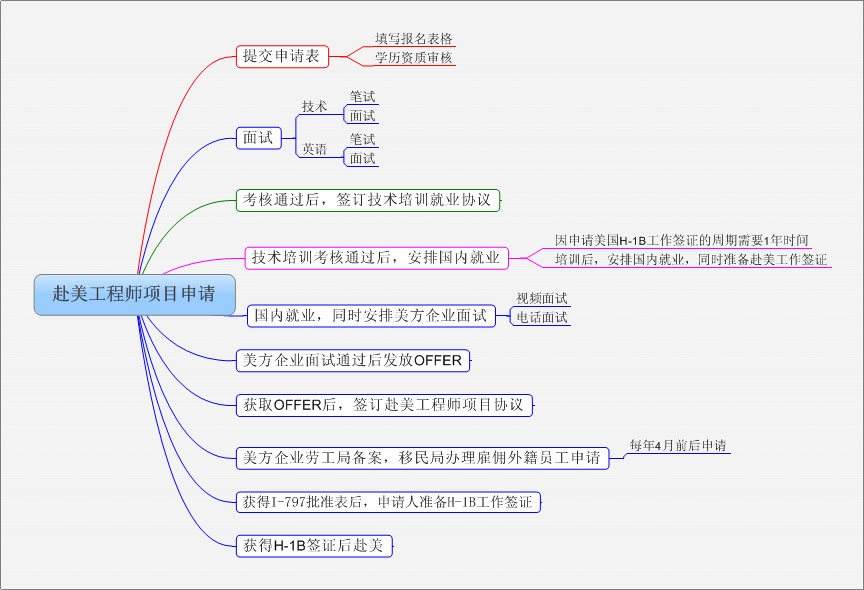 提交申请表
填写报名表格
学历资质审核
面试
技术
笔试
面试
英语
笔试
面试
考核通过后，签订技术培训就业协议
技术培训考核通过后，安排国内就业
因申请美国H-1B工作签证的周期需要1年时间
培训后，安排国内就业，同时准备赴美工作签证
赴美工程师项目申请
国内就业，同时安排美方企业面试
视频面试
电话面试
美方企业面试通过后发放OFFER
获取OFFER后，签订赴美工程师项目协议
美方企业劳工局备案，移民局办理雇佣外籍员工申请
每年4月前后申请
获得I-797批准表后，申请人准备H-1B工作签证
获得H-1B签证后赴美